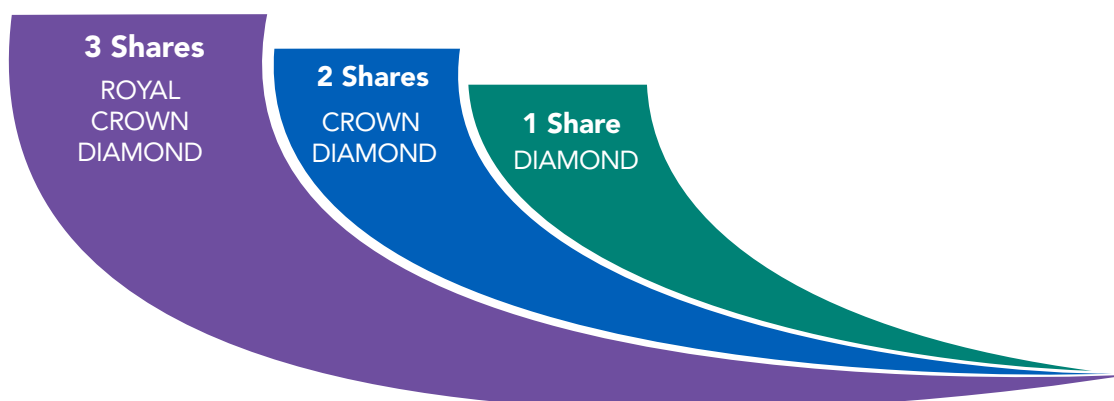 3 Shares
ROYAL
CROWN
DIAMOND
2 Shares
CROWN
DIAMOND
1 Share
DIAMOND